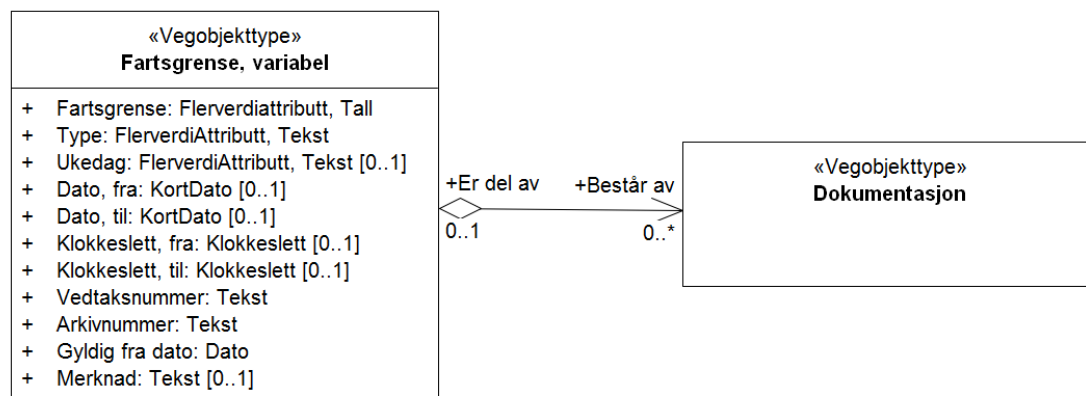 «Vegobjekttype»
Fartsgrense, variabel
+ Fartsgrense: Flerverdiattributt, Tall
+ Type: FlerverdiAttributt, Tekst
+ Ukedag: FlerverdiAttributt, Tekst [0..1]
+ Dato, fra: KortDato [0..1]
+ Dato, til: KortDato [0..1]
+ Klokkeslett, fra: Klokkeslett [0..1]
+ Klokkeslett, til: Klokkeslett [0..1]
+ Vedtaksnummer: Tekst
+ Arkivnummer: Tekst
+ Gyldig fra dato: Dato
+ Merknad: Tekst [0..1]
+Er del av
0..1
+Består av
0..*
«Vegobjekttype»
Dokumentasjon